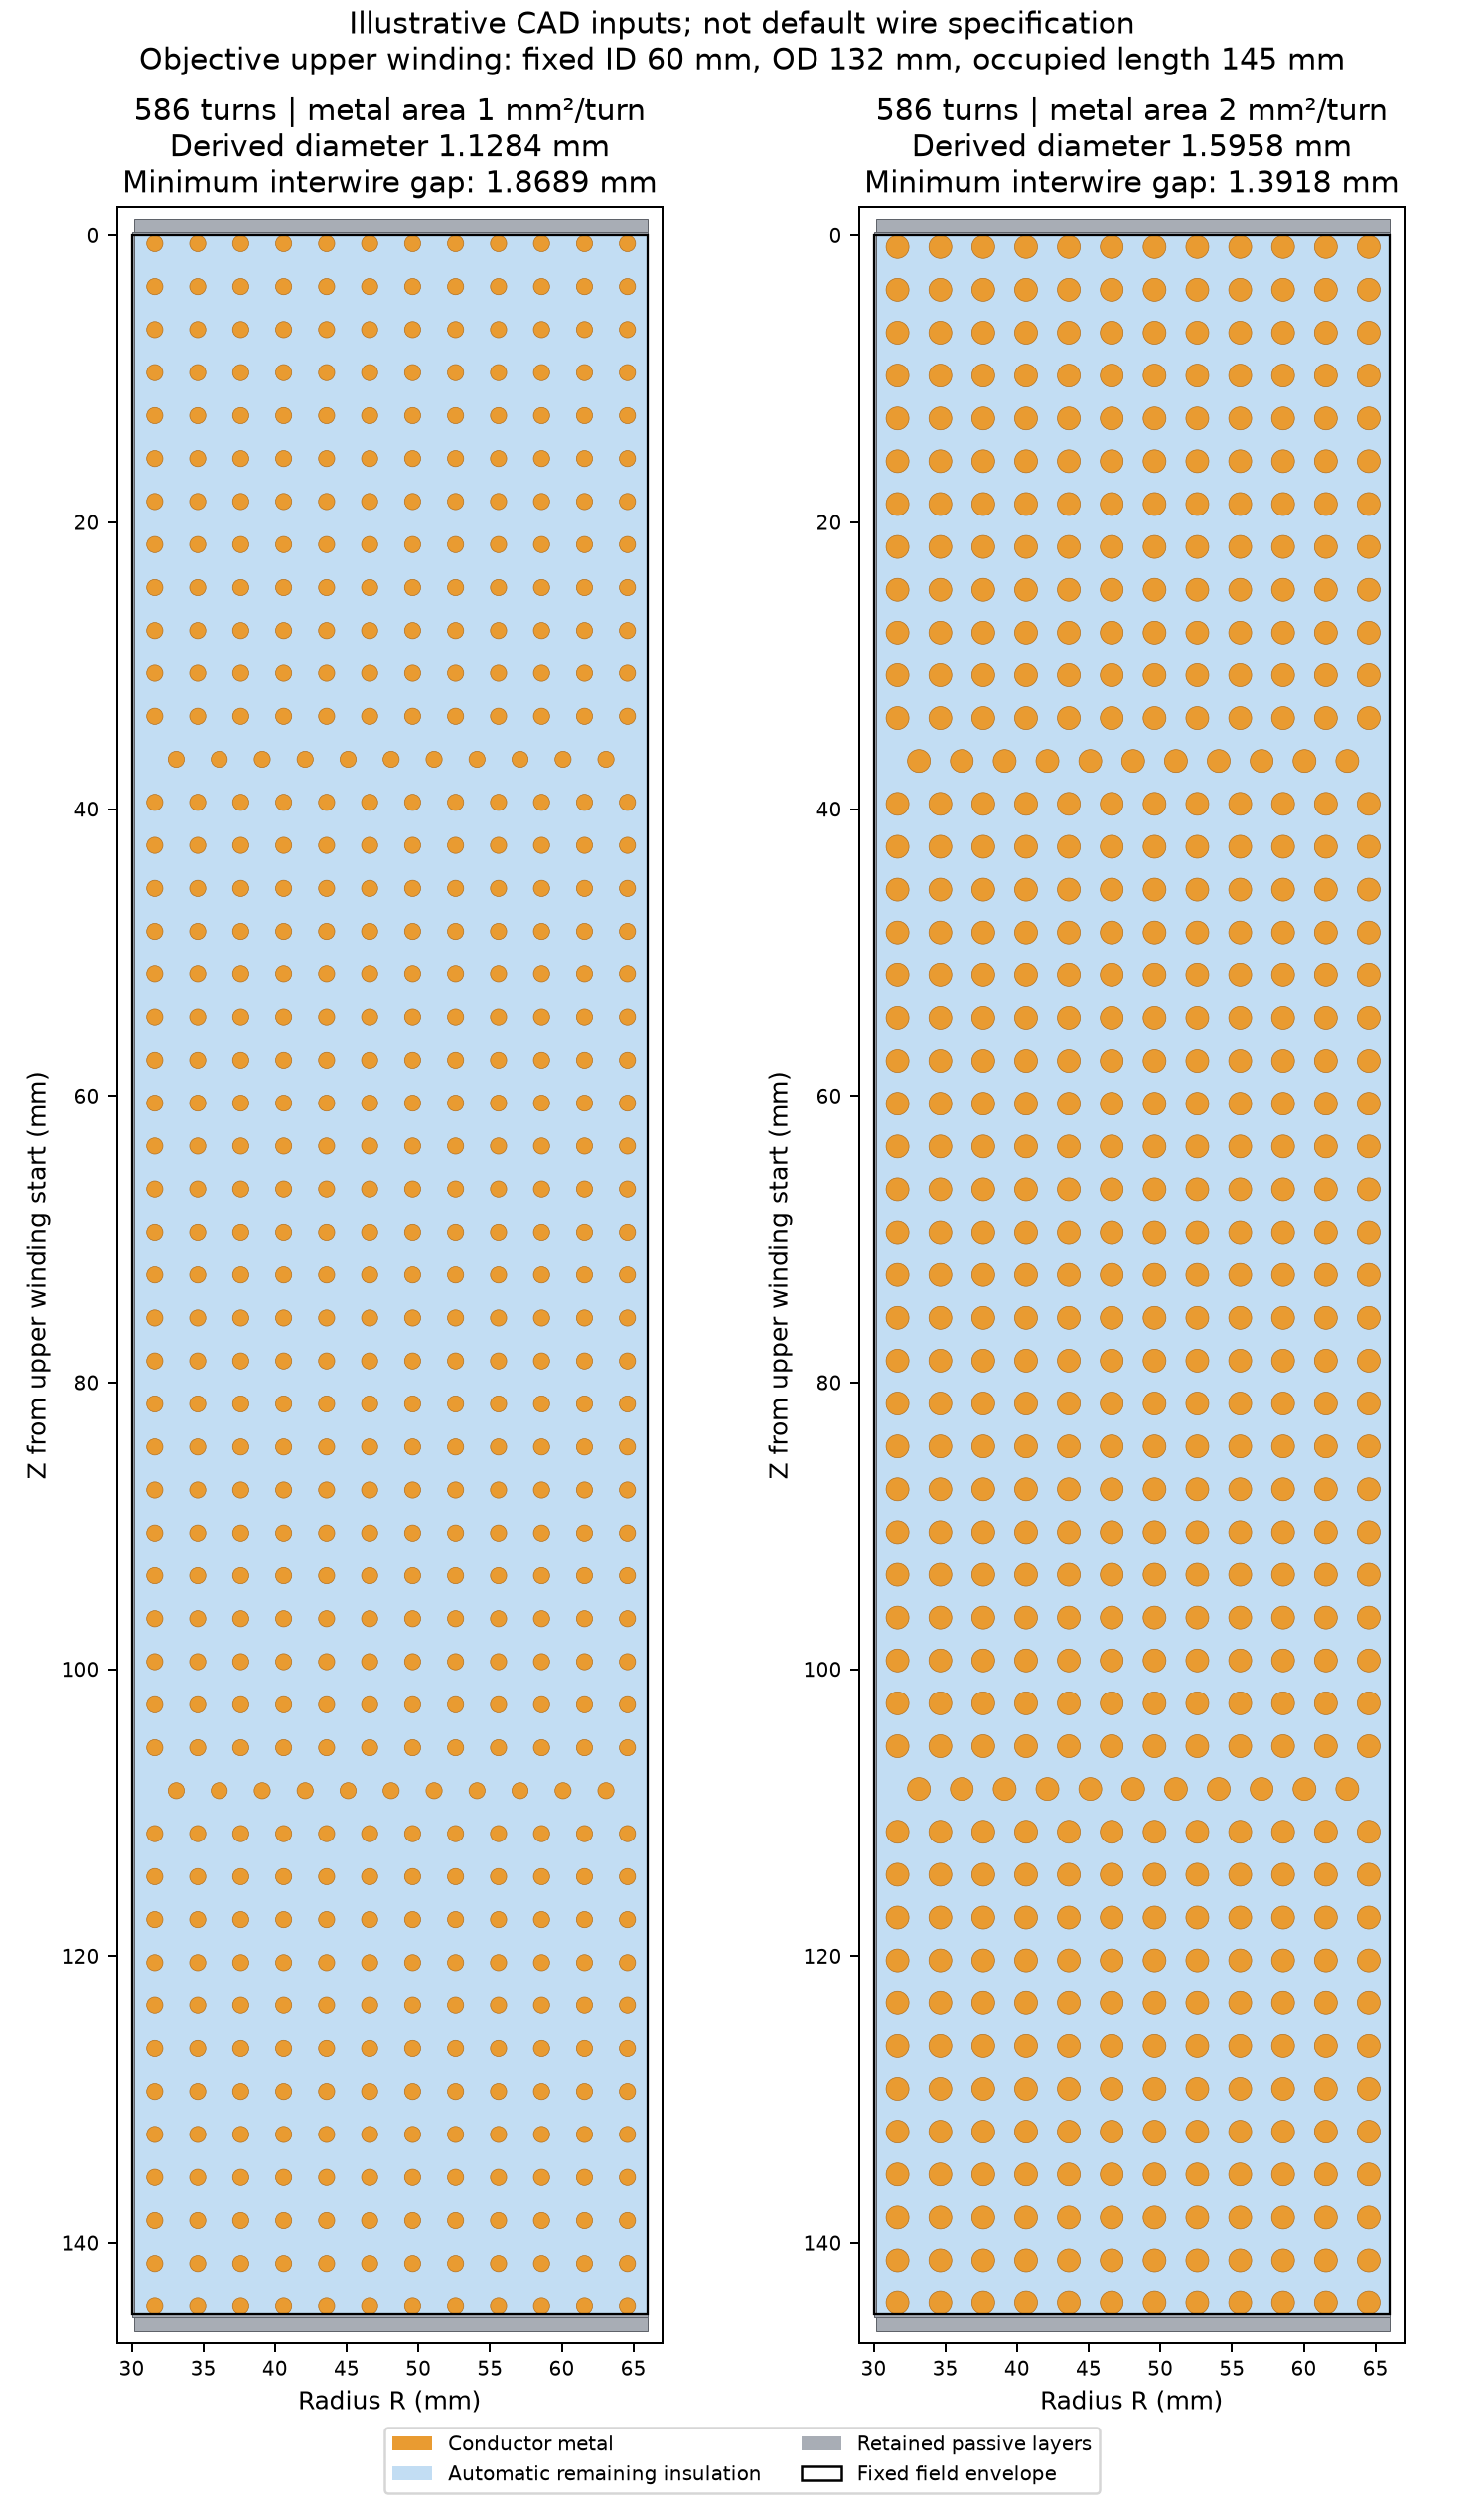 Illustrative CAD inputs; not default wire specification
Objective upper winding: fixed ID 60 mm, OD 132 mm, occupied length 145 mm
586 turns | metal area 1 mm²/turn
Derived diameter 1.1284 mm
Minimum interwire gap: 1.8689 mm
0
20
40
60
80
100
120
140
Z from upper winding start (mm)
30 35 40 45 50 55 60 65
Radius R (mm)
586 turns | metal area 2 mm²/turn
Derived diameter 1.5958 mm
Minimum interwire gap: 1.3918 mm
0
20
40
60
80
100
120
140
Z from upper winding start (mm)
30 35 40 45 50 55 60 65
Radius R (mm)
Conductor metal
Automatic remaining insulation
Retained passive layers
Fixed field envelope